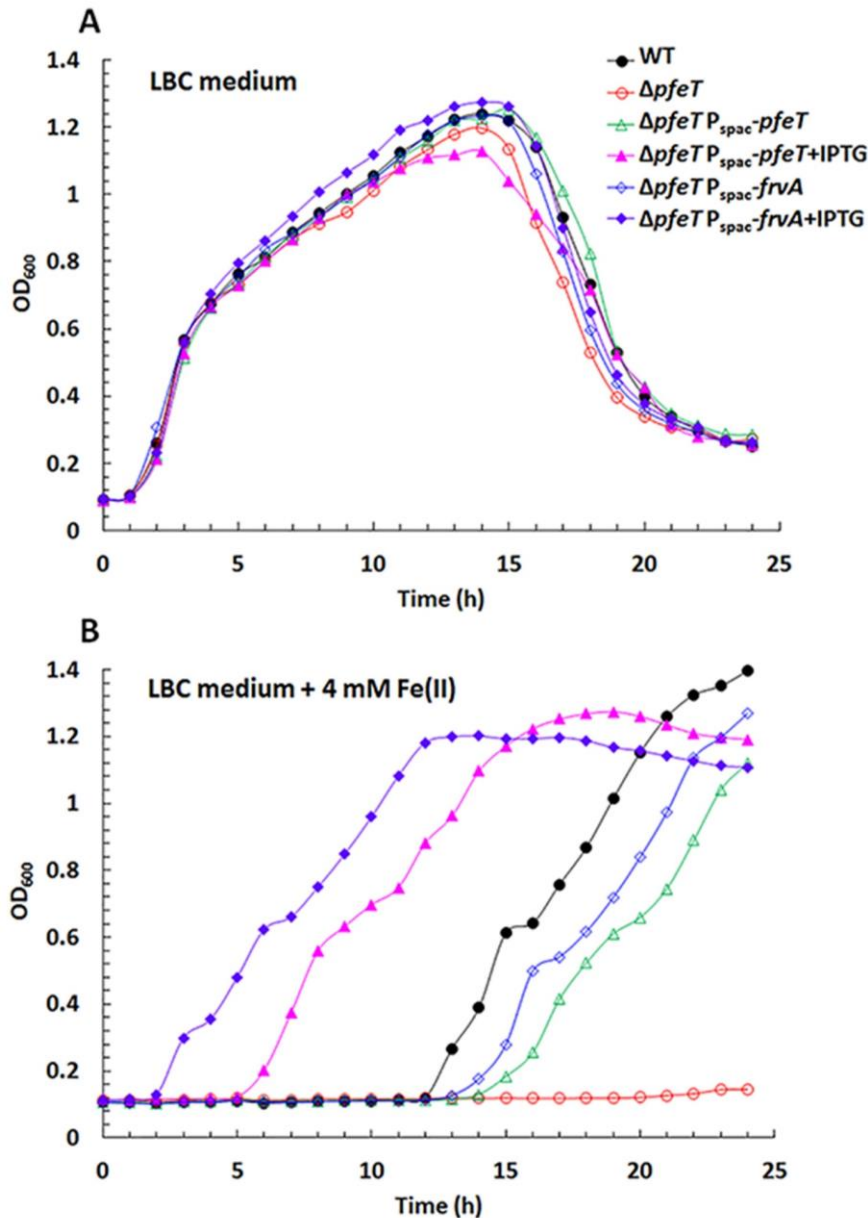 A
LBC medium
WT
ΔpfeT
ΔpfeT Pspac-pfeT
ΔpfeT Pspac-pfeT+IPTG
ΔpfeT Pspac-frvA
ΔpfeT Pspac-frvA+IPTG
1.4
1.2
1
0.8
0.6
0.4
0.2
0
OD600
0 5 10 15 20 25
Time (h)
B
LBC medium + 4 mM Fe(II)
1.4
1.2
1
0.8
0.6
0.4
0.2
0
OD600
0 5 10 15 20 25
Time (h)